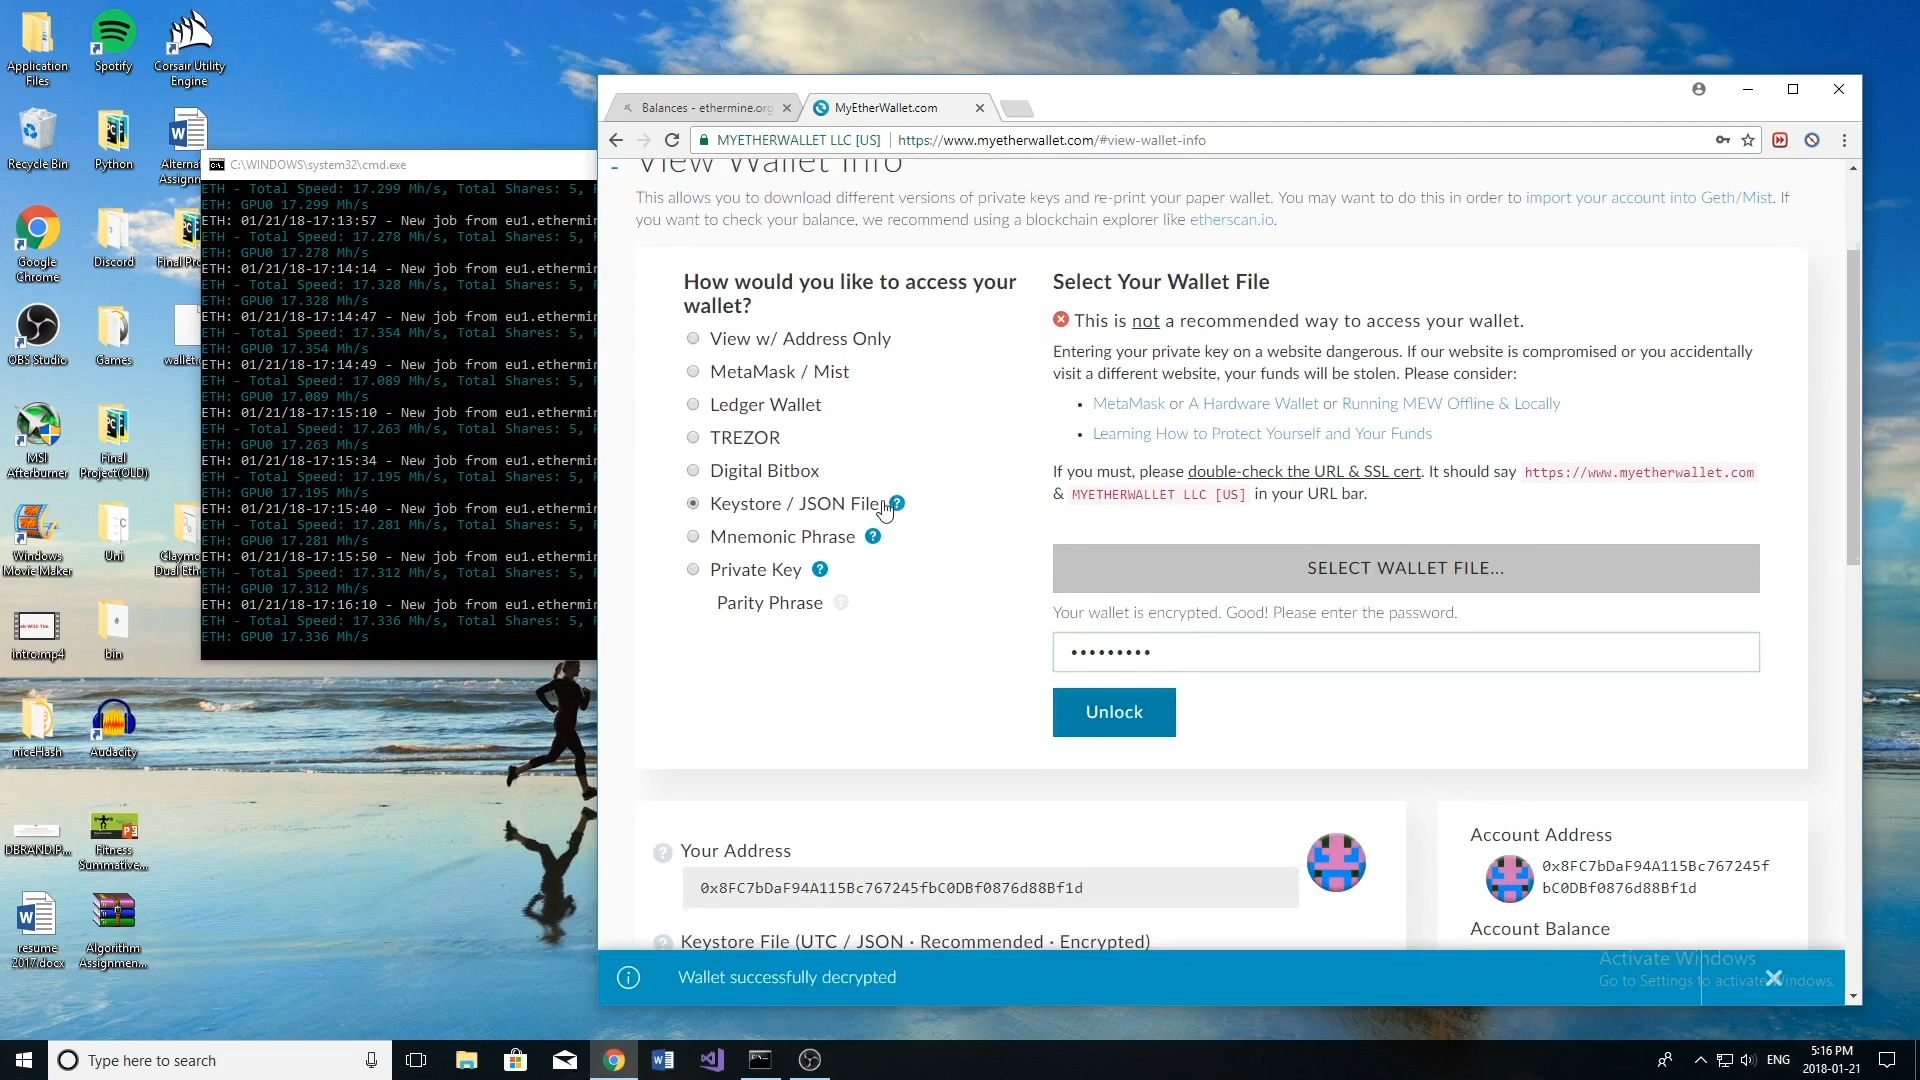 Application Files
Spotify
Corsair Utility Engine
Recycle Bin
Python
Google Chrome
Discord
OBS Studio
Games
MSI Afterburner
Final Project(OLD)
Windows Movie Maker
Uni
intro.mp4
bin
niceHash
Audacity
DBRAND.P...
Fitness Summative...
resume 2017.docx
Algorithm Assignmen...
C:\WINDOWS\system32\cmd.exe
ETH - Total Speed: 17.299 Mh/s, Total Shares: 5,
ETH: GPU0 17.299 Mh/s
ETH: 01/21/18-17:13:57 - New job from eu1.ethermin
ETH - Total Speed: 17.278 Mh/s, Total Shares: 5,
ETH: GPU0 17.278 Mh/s
ETH: 01/21/18-17:14:14 - New job from eu1.ethermin
ETH - Total Speed: 17.328 Mh/s, Total Shares: 5,
ETH: GPU0 17.328 Mh/s
ETH: 01/21/18-17:14:47 - New job from eu1.ethermin
ETH - Total Speed: 17.354 Mh/s, Total Shares: 5,
ETH: GPU0 17.354 Mh/s
ETH: 01/21/18-17:14:49 - New job from eu1.ethermin
ETH - Total Speed: 17.089 Mh/s, Total Shares: 5,
ETH: GPU0 17.089 Mh/s
ETH: 01/21/18-17:15:10 - New job from eu1.ethermin
ETH - Total Speed: 17.263 Mh/s, Total Shares: 5,
ETH: GPU0 17.263 Mh/s
ETH: 01/21/18-17:15:34 - New job from eu1.ethermin
ETH - Total Speed: 17.195 Mh/s, Total Shares: 5,
ETH: GPU0 17.195 Mh/s
ETH: 01/21/18-17:15:40 - New job from eu1.ethermin
ETH - Total Speed: 17.281 Mh/s, Total Shares: 5,
ETH: GPU0 17.281 Mh/s
ETH: 01/21/18-17:15:50 - New job from eu1.ethermin
ETH - Total Speed: 17.312 Mh/s, Total Shares: 5,
ETH: GPU0 17.312 Mh/s
ETH: 01/21/18-17:16:10 - New job from eu1.ethermin
ETH - Total Speed: 17.336 Mh/s, Total Shares: 5,
ETH: GPU0 17.336 Mh/s
Balances - ethermine.org
MyEtherWallet.com
MYETHERWALLET LLC [US] https://www.myetherwallet.com/#view-wallet-info
View Wallet Info
This allows you to download different versions of private keys and re-print your paper wallet. You may want to do this in order to import your account into Geth/Mist. If
you want to check your balance, we recommend using a blockchain explorer like etherscan.io.
How would you like to access your
wallet?
View w/ Address Only
MetaMask / Mist
Ledger Wallet
TREZOR
Digital Bitbox
Keystore / JSON File ?
Mnemonic Phrase ?
Private Key ?
Parity Phrase ?
Select Your Wallet File
This is not a recommended way to access your wallet.
Entering your private key on a website dangerous. If our website is compromised or you accidentally
visit a different website, your funds will be stolen. Please consider:
• MetaMask or A Hardware Wallet or Running MEW Offline & Locally
• Learning How to Protect Yourself and Your Funds
If you must, please double-check the URL & SSL cert. It should say https://www.myetherwallet.com
& MYETHERWALLET LLC [US] in your URL bar.
SELECT WALLET FILE...
Your wallet is encrypted. Good! Please enter the password.
•••••••••
Unlock
? Your Address
0x8FC7bDaF94A115Bc767245fbC0DBf0876d88Bf1d
? Keystore File (UTC / JSON · Recommended · Encrypted)
Account Address
0x8FC7bDaF94A115Bc767245f
bC0DBf0876d88Bf1d
Account Balance
Wallet successfully decrypted
Activate Windows
Go to Settings to activate Windows.
Type here to search
ENG
5:16 PM
2018-01-21